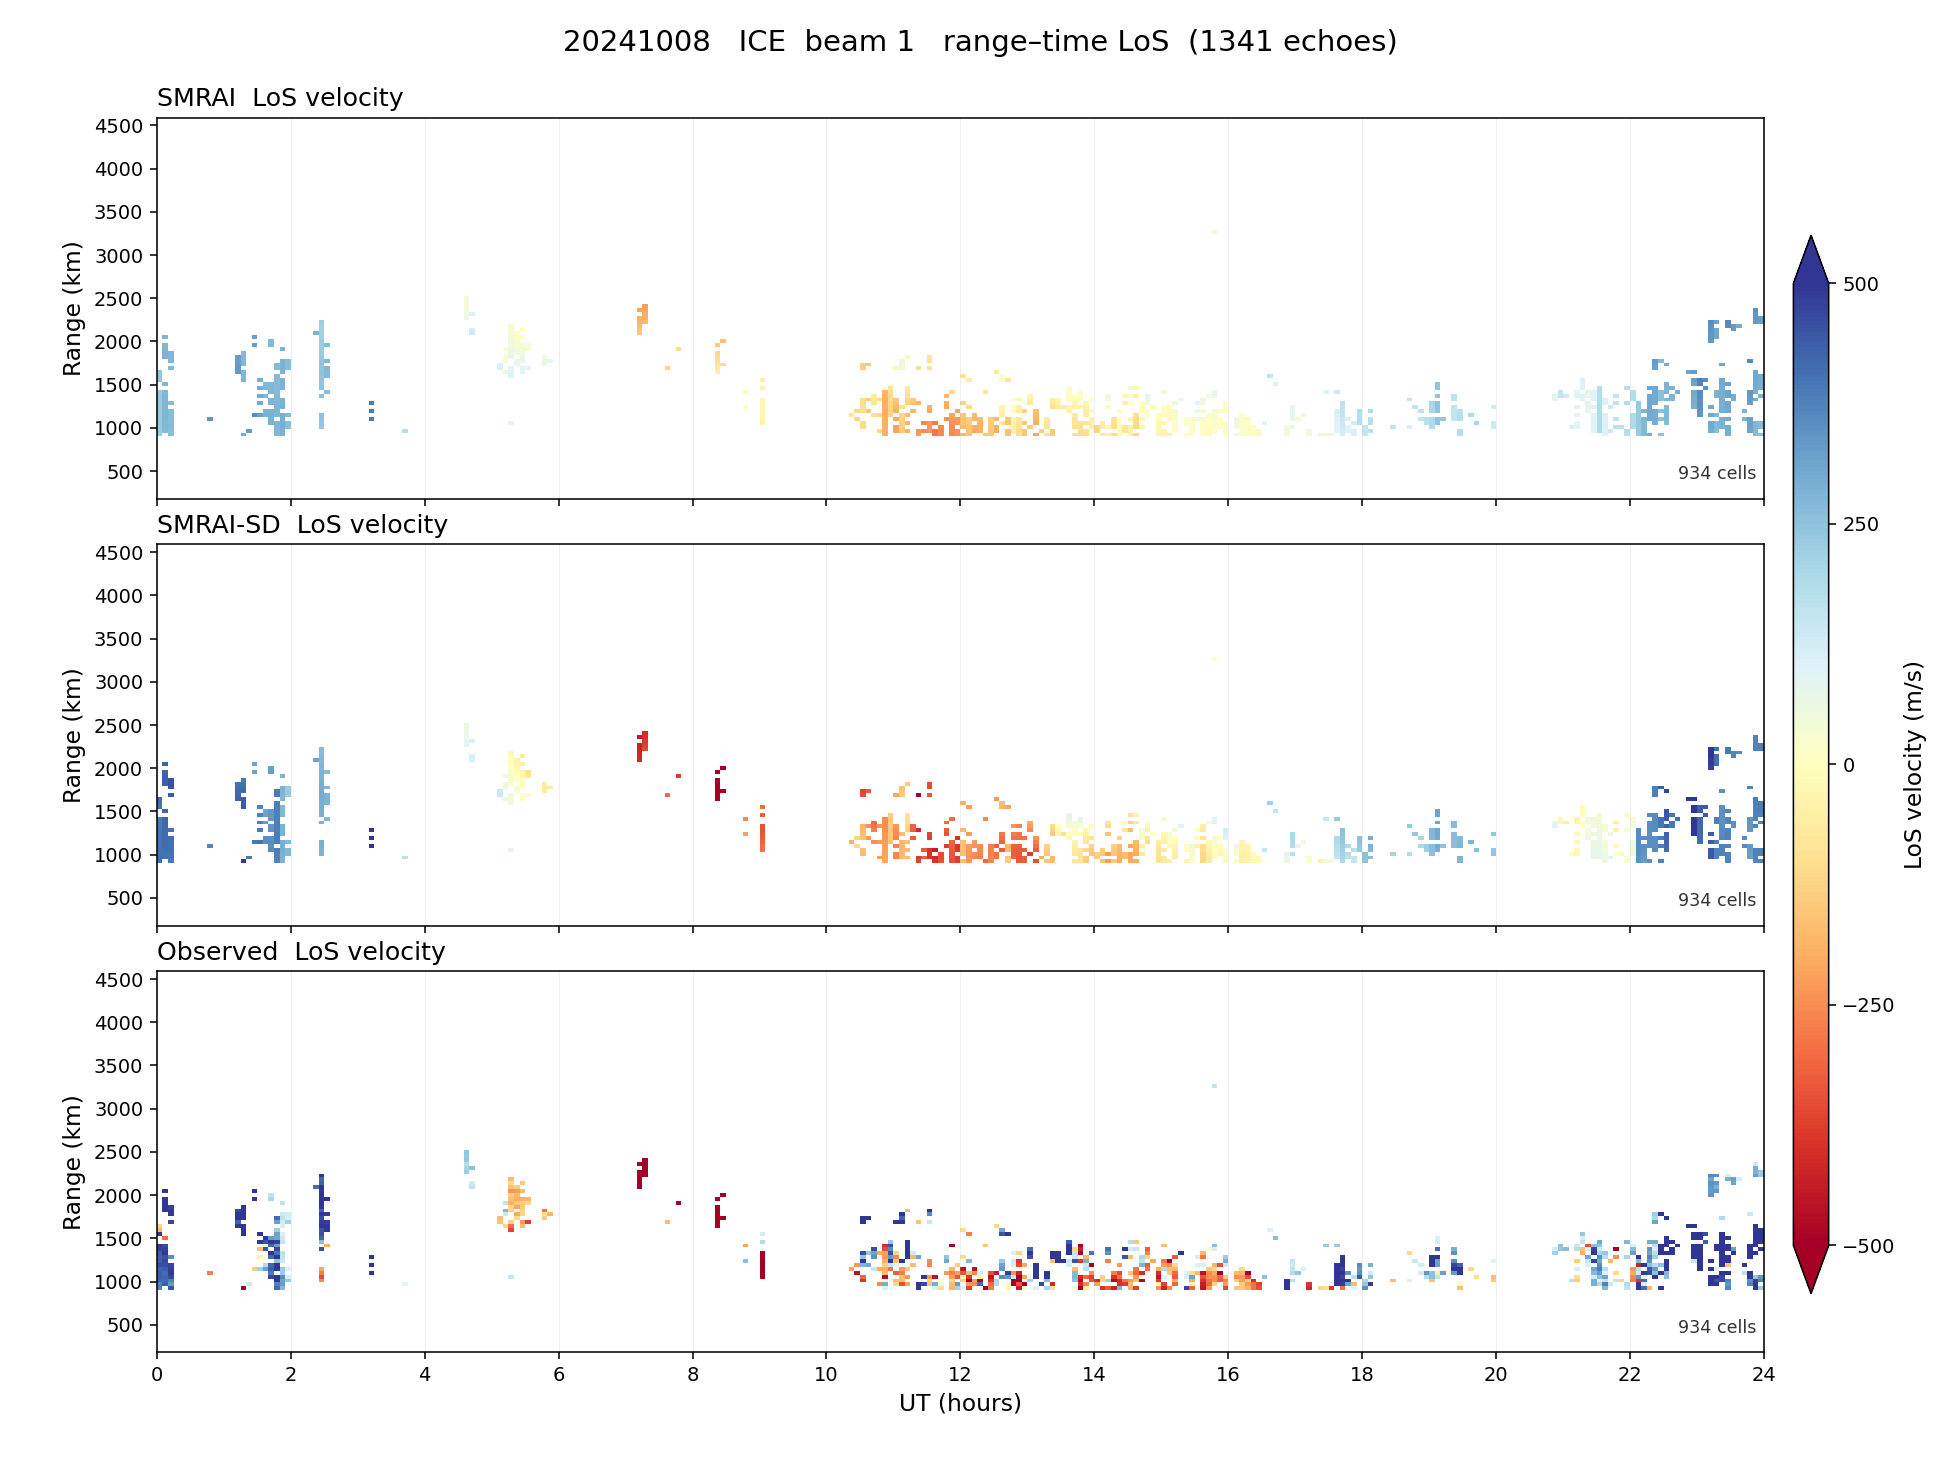 20241008   ICE  beam 1   range–time LoS  (1341 echoes)
SMRAI  LoS velocity
4500
4000
3500
3000
2500
2000
1500
1000
500
Range (km)
934 cells
SMRAI-SD  LoS velocity
4500
4000
3500
3000
2500
2000
1500
1000
500
Range (km)
934 cells
Observed  LoS velocity
4500
4000
3500
3000
2500
2000
1500
1000
500
Range (km)
934 cells
0 2 4 6 8 10 12 14 16 18 20 22 24
UT (hours)
500
250
0
−250
−500
LoS velocity (m/s)